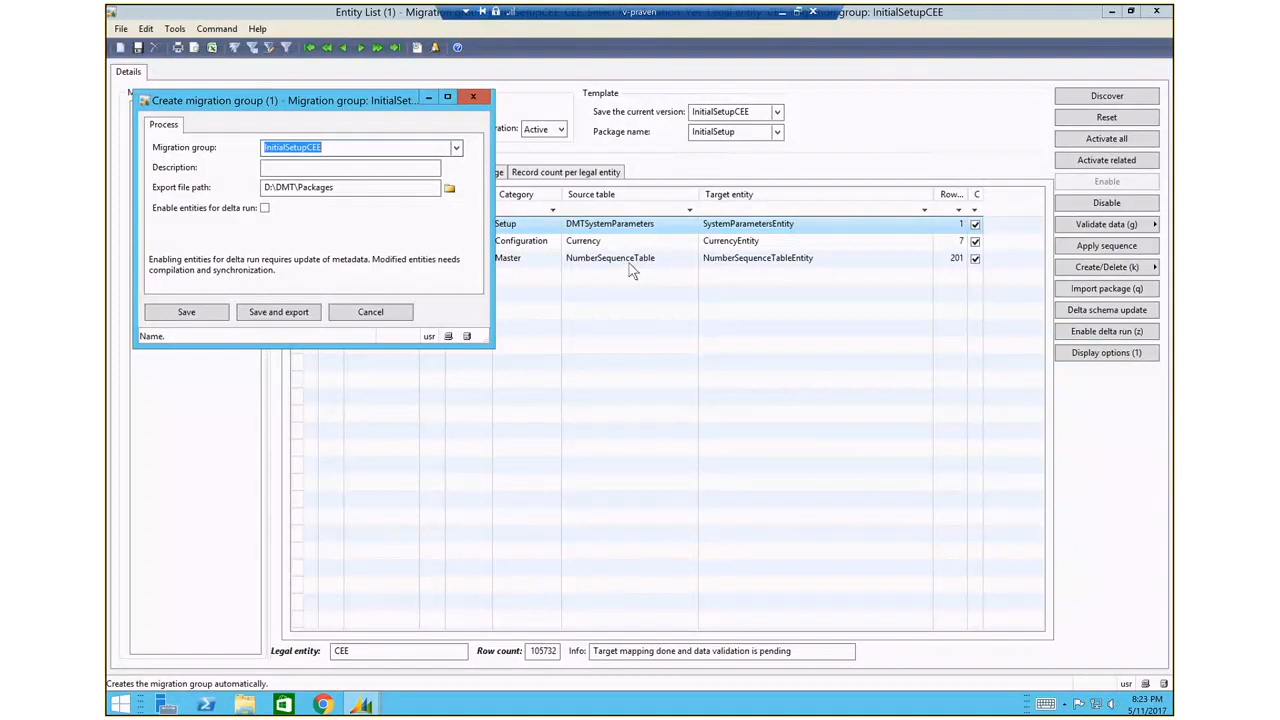 Entity List (1) - Migration
v-praven
group: InitialSetupCEE
File Edit Tools Command Help
Details
Create migration group (1) - Migration group: InitialSet...
Process
Migration group: InitialSetupCEE
Description:
Export file path: D:\DMT\Packages
Enable entities for delta run:
Enabling entities for delta run requires update of metadata. Modified entities needs
compilation and synchronization.
Save Save and export Cancel
Name. usr
Active
Template
Save the current version: InitialSetupCEE
Package name: InitialSetup
Record count per legal entity
Category Source table Target entity Row... C
Setup DMTSystemParameters SystemParametersEntity 1
Configuration Currency CurrencyEntity 7
Master NumberSequenceTable NumberSequenceTableEntity 201
Discover
Reset
Activate all
Activate related
Enable
Disable
Validate data (g)
Apply sequence
Create/Delete (k)
Import package (q)
Delta schema update
Enable delta run (z)
Display options (1)
Legal entity: CEE Row count: 105732 Info: Target mapping done and data validation is pending
Creates the migration group automatically. usr
8:23 PM
5/11/2017